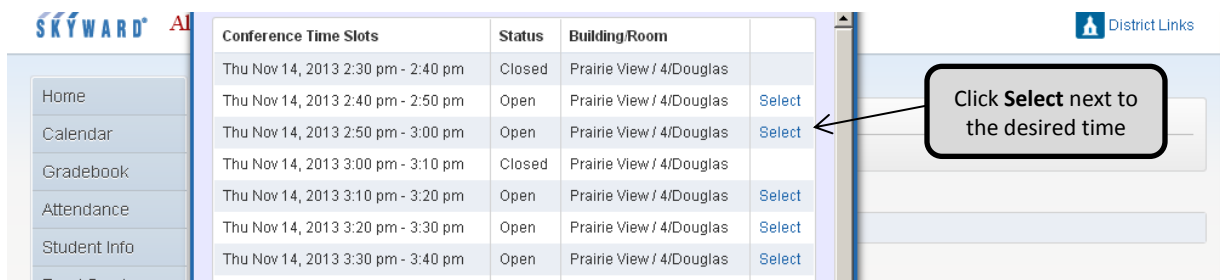 SKYWARD® Al
District Links
Home
Calendar
Gradebook
Attendance
Student Info
Conference Time Slots Status Building/Room
Thu Nov 14, 2013 2:30 pm - 2:40 pm Closed Prairie View / 4/Douglas
Thu Nov 14, 2013 2:40 pm - 2:50 pm Open Prairie View / 4/Douglas Select
Thu Nov 14, 2013 2:50 pm - 3:00 pm Open Prairie View / 4/Douglas Select
Thu Nov 14, 2013 3:00 pm - 3:10 pm Closed Prairie View / 4/Douglas
Thu Nov 14, 2013 3:10 pm - 3:20 pm Open Prairie View / 4/Douglas Select
Thu Nov 14, 2013 3:20 pm - 3:30 pm Open Prairie View / 4/Douglas Select
Thu Nov 14, 2013 3:30 pm - 3:40 pm Open Prairie View / 4/Douglas Select
Click Select next to
the desired time